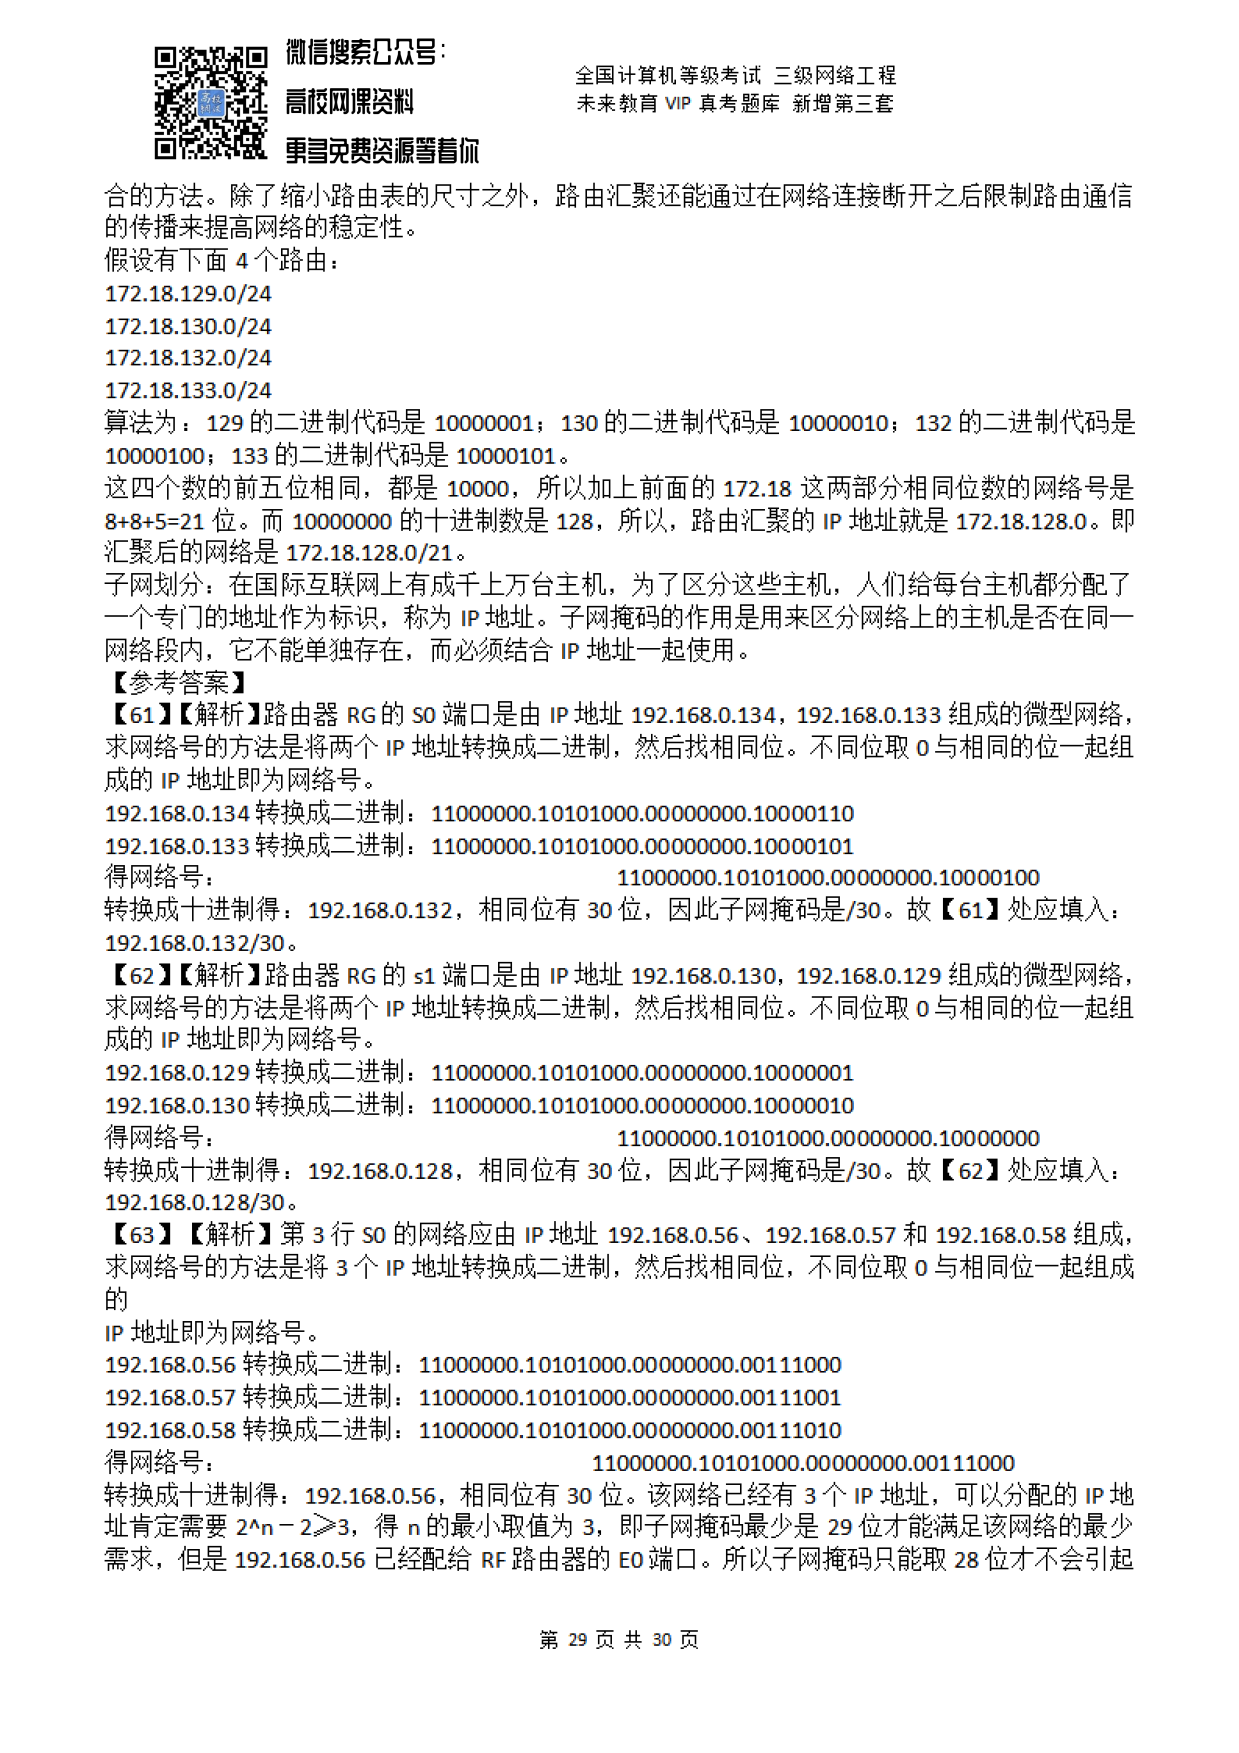 微信搜索公众号：
高校网课资料
更多免费资源等着你
全国计算机等级考试 三级网络工程
未来教育 VIP 真考题库 新增第三套
合的方法。除了缩小路由表的尺寸之外，路由汇聚还能通过在网络连接断开之后限制路由通信
的传播来提高网络的稳定性。
假设有下面 4 个路由：
172.18.129.0/24
172.18.130.0/24
172.18.132.0/24
172.18.133.0/24
算法为：129 的二进制代码是 10000001；130 的二进制代码是 10000010；132 的二进制代码是
10000100；133 的二进制代码是 10000101。
这四个数的前五位相同，都是 10000，所以加上前面的 172.18 这两部分相同位数的网络号是
8+8+5=21 位。而 10000000 的十进制数是 128，所以，路由汇聚的 IP 地址就是 172.18.128.0。即
汇聚后的网络是 172.18.128.0/21。
子网划分：在国际互联网上有成千上万台主机，为了区分这些主机，人们给每台主机都分配了
一个专门的地址作为标识，称为 IP 地址。子网掩码的作用是用来区分网络上的主机是否在同一
网络段内，它不能单独存在，而必须结合 IP 地址一起使用。
【参考答案】
【61】【解析】路由器 RG 的 S0 端口是由 IP 地址 192.168.0.134，192.168.0.133 组成的微型网络，
求网络号的方法是将两个 IP 地址转换成二进制，然后找相同位。不同位取 0 与相同的位一起组
成的 IP 地址即为网络号。
192.168.0.134 转换成二进制：11000000.10101000.00000000.10000110
192.168.0.133 转换成二进制：11000000.10101000.00000000.10000101
得网络号： 11000000.10101000.00000000.10000100
转换成十进制得：192.168.0.132，相同位有 30 位，因此子网掩码是/30。故【61】处应填入：
192.168.0.132/30。
【62】【解析】路由器 RG 的 s1 端口是由 IP 地址 192.168.0.130，192.168.0.129 组成的微型网络，
求网络号的方法是将两个 IP 地址转换成二进制，然后找相同位。不同位取 0 与相同的位一起组
成的 IP 地址即为网络号。
192.168.0.129 转换成二进制：11000000.10101000.00000000.10000001
192.168.0.130 转换成二进制：11000000.10101000.00000000.10000010
得网络号： 11000000.10101000.00000000.10000000
转换成十进制得：192.168.0.128，相同位有 30 位，因此子网掩码是/30。故【62】处应填入：
192.168.0.128/30。
【63】【解析】第 3 行 S0 的网络应由 IP 地址 192.168.0.56、192.168.0.57 和 192.168.0.58 组成，
求网络号的方法是将 3 个 IP 地址转换成二进制，然后找相同位，不同位取 0 与相同位一起组成
的
IP 地址即为网络号。
192.168.0.56 转换成二进制：11000000.10101000.00000000.00111000
192.168.0.57 转换成二进制：11000000.10101000.00000000.00111001
192.168.0.58 转换成二进制：11000000.10101000.00000000.00111010
得网络号： 11000000.10101000.00000000.00111000
转换成十进制得：192.168.0.56，相同位有 30 位。该网络已经有 3 个 IP 地址，可以分配的 IP 地
址肯定需要 2^n－2⩾3，得 n 的最小取值为 3，即子网掩码最少是 29 位才能满足该网络的最少
需求，但是 192.168.0.56 已经配给 RF 路由器的 E0 端口。所以子网掩码只能取 28 位才不会引起
第 29 页 共 30 页